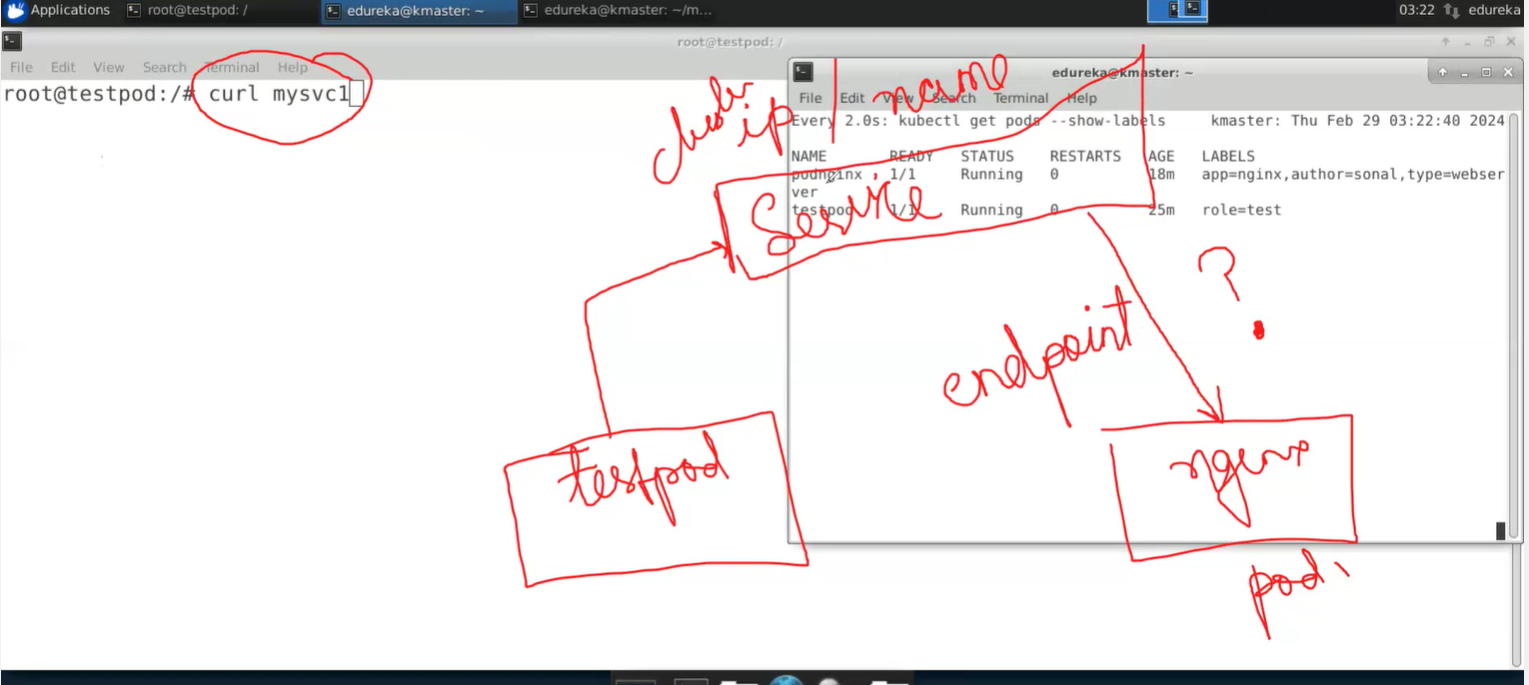 Applications root@testpod: / edureka@kmaster: ~ edureka@kmaster: ~/m... 03:22 edureka
root@testpod: /
File Edit View Search Terminal Help
root@testpod:/# curl mysvc1
edureka@kmaster: ~
File Edit View Search Terminal Help
Every 2.0s: kubectl get pods --show-labels kmaster: Thu Feb 29 03:22:40 2024
NAME READY STATUS RESTARTS AGE LABELS
podnginx 1/1 Running 0 18m app=nginx,author=sonal,type=webser
ver
testpod 1/1 Running 0 25m role=test
ip name
Service
?
endpoint
testpod
nginx
pod